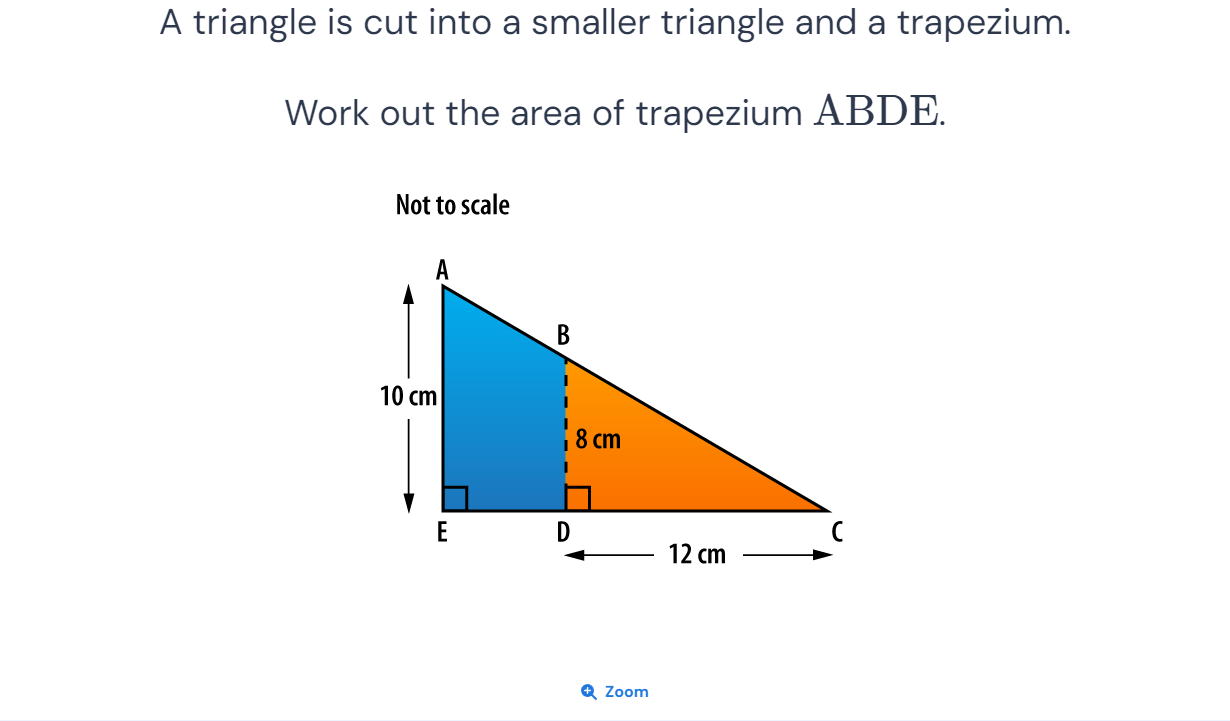 A triangle is cut into a smaller triangle and a trapezium.
Work out the area of trapezium ABDE.
Not to scale
A
B
10 cm
8 cm
E
D
C
12 cm
Zoom